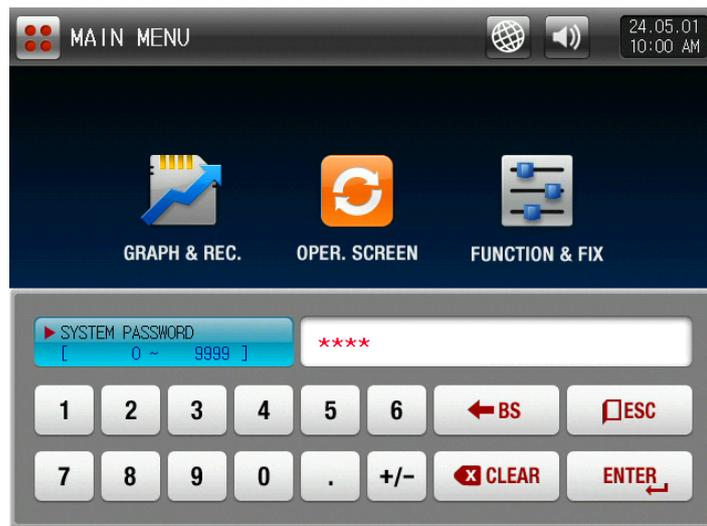 MAIN MENU
24.05.01
10:00 AM
GRAPH & REC. OPER. SCREEN FUNCTION & FIX
SYSTEM PASSWORD
[ 0 ~ 9999 ]
****
1 2 3 4 5 6 BS ESC
7 8 9 0 . +/- X CLEAR ENTER